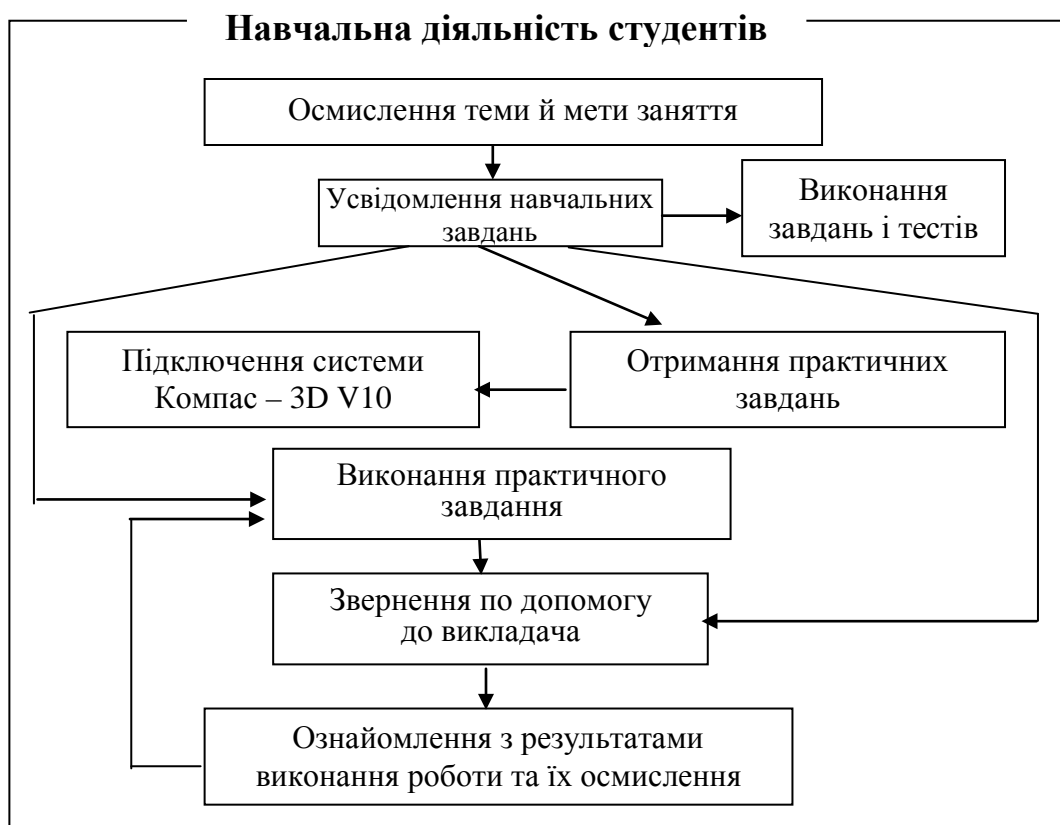 Навчальна діяльність студентів
Осмислення теми й мети заняття
Усвідомлення навчальних
завдань
Виконання
завдань і тестів
Підключення системи
Компас – 3D V10
Отримання практичних
завдань
Виконання практичного
завдання
Звернення по допомогу
до викладача
Ознайомлення з результатами
виконання роботи та їх осмислення